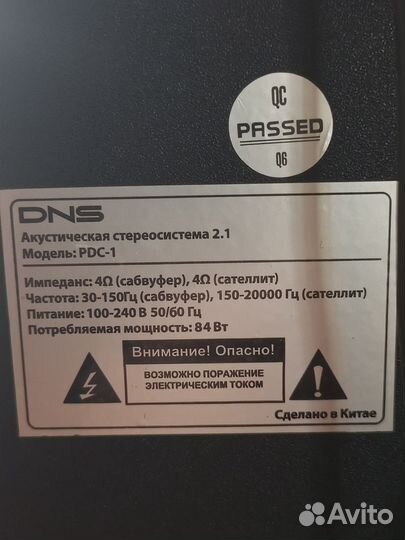 QC
PASSED
Q6
DNS
Акустическая стереосистема 2.1
Модель: PDC-1
Импеданс: 4Ω (сабвуфер), 4Ω (сателлит)
Частота: 30-150Гц (сабвуфер), 150-20000 Гц (сателлит)
Питание: 100-240 В 50/60 Гц
Потребляемая мощность: 84 Вт
Внимание! Опасно!
ВОЗМОЖНО ПОРАЖЕНИЕ
ЭЛЕКТРИЧЕСКИМ ТОКОМ
Сделано в Китае
Avito